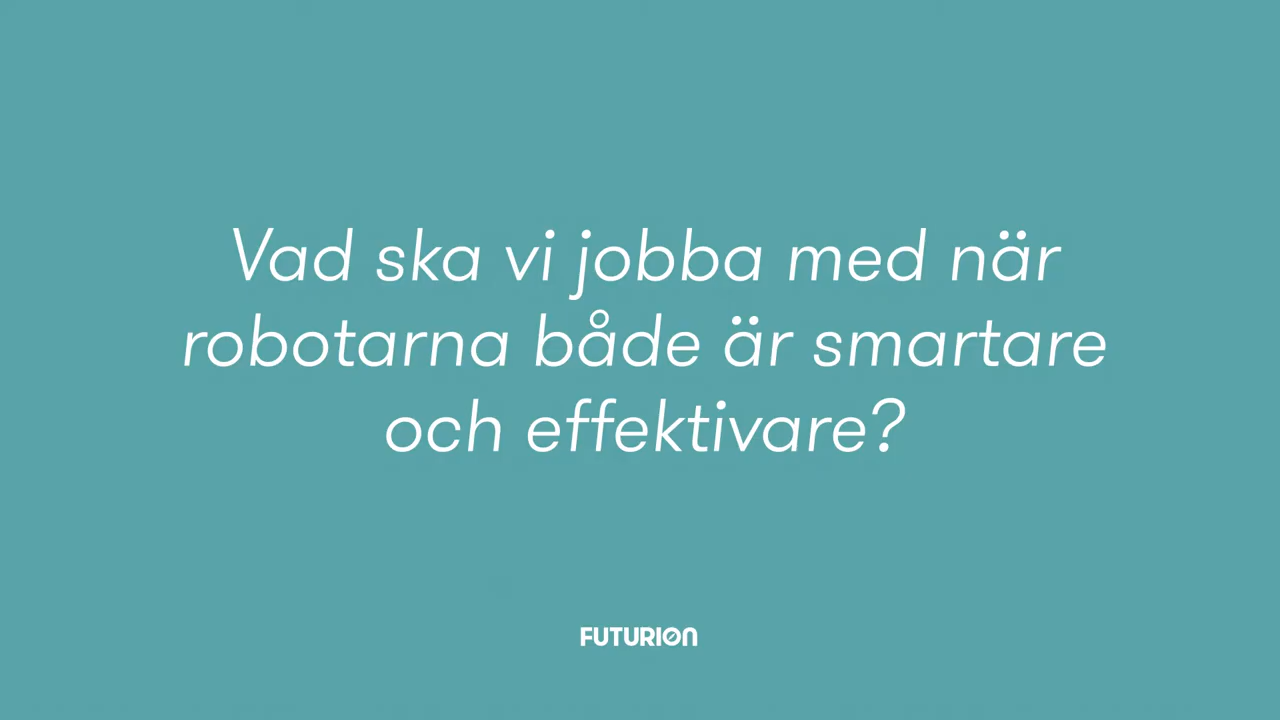 Vad ska vi jobba med när
robotarna både är smartare
och effektivare?
FUTURION